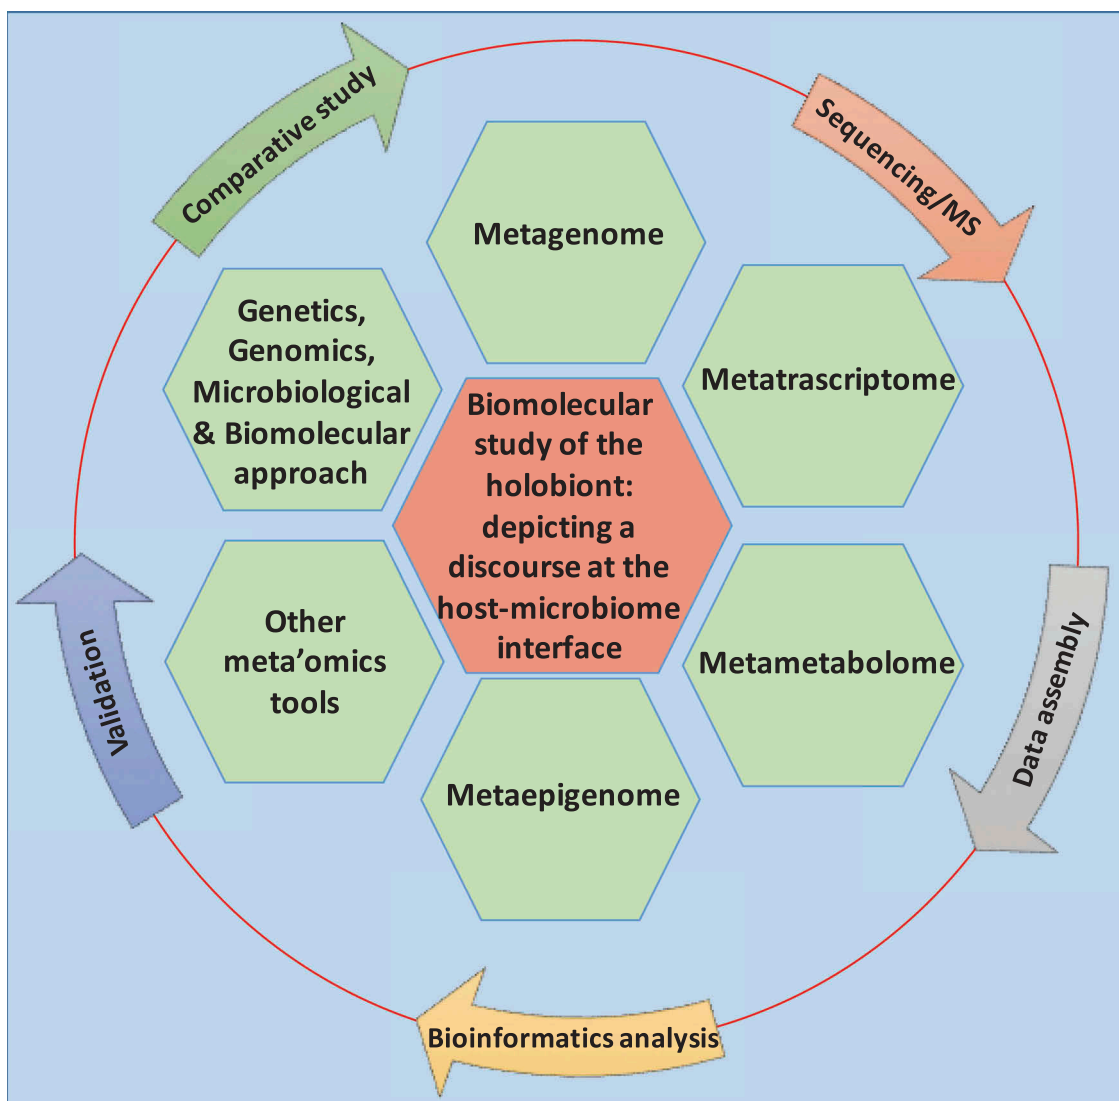 Comparative study
Sequencing/MS
Metagenome
Genetics,
Genomics,
Microbiological
& Biomolecular
approach
Metatrascriptome
Biomolecular
study of the
holobiont:
depicting a
discourse at the
host-microbiome
interface
Other
meta’omics
tools
Metametabolome
Validation
Data assembly
Metaepigenome
Bioinformatics analysis